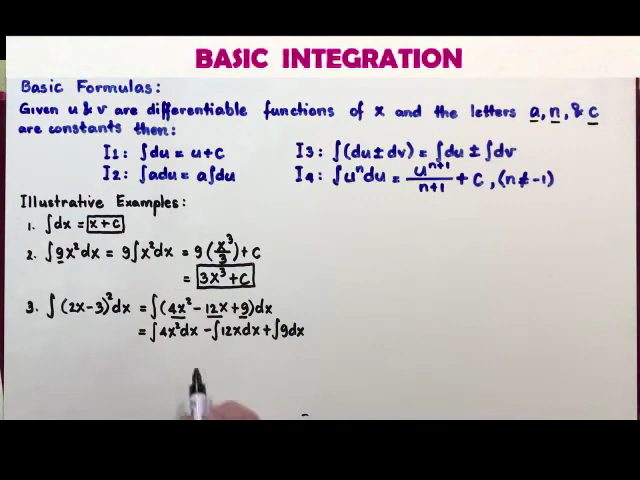 BASIC INTEGRATION
Basic Formulas:
Given u & v are differentiable functions of x and the letters a, n, & c
are constants then:
I1: ∫du = u + c
I3: ∫(du ± dv) = ∫du ± ∫dv
I2: ∫adu = a∫du
I4: ∫uⁿdu = uⁿ⁺¹/n+1 + c, (n ≠ -1)
Illustrative Examples:
1. ∫dx = x + c
2. ∫9x²dx = 9∫x²dx = 9(x³/3) + c
= 3x³ + c
3. ∫(2x - 3)²dx = ∫(4x² - 12x + 9)dx
= ∫4x²dx - ∫12xdx + ∫9dx